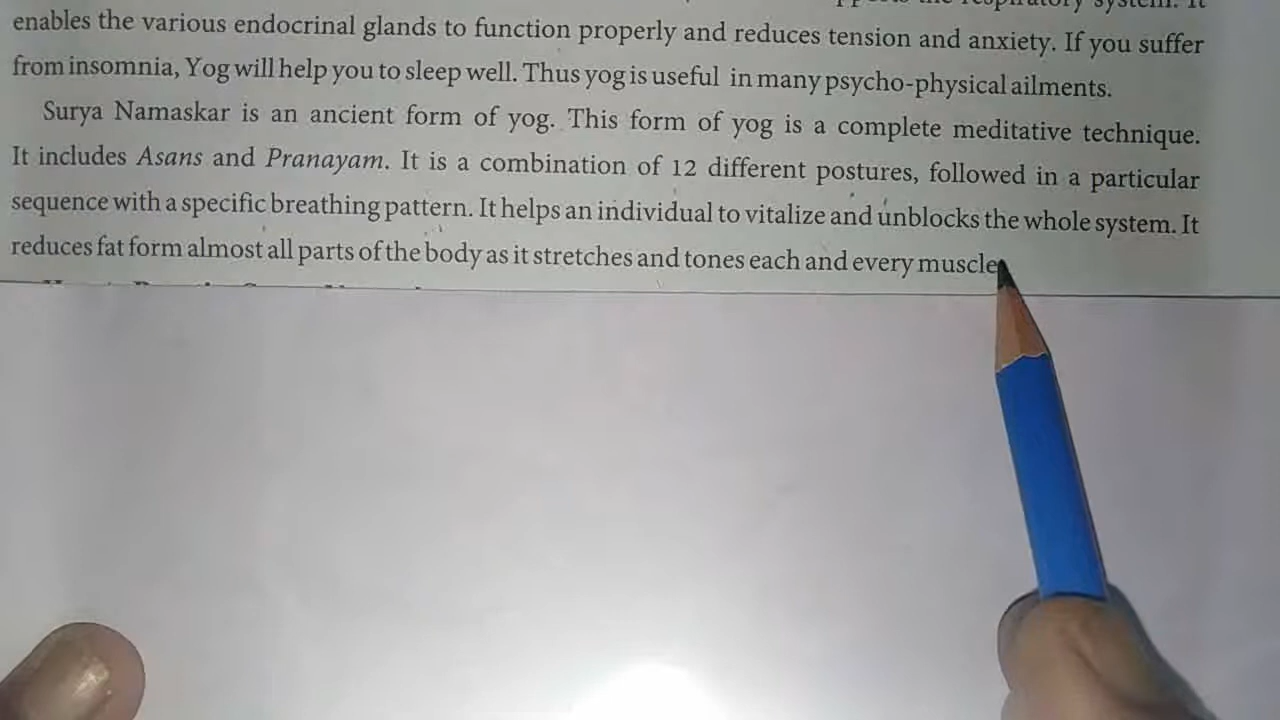 the respiratory system. It
enables the various endocrinal glands to function properly and reduces tension and anxiety. If you suffer
from insomnia, Yog will help you to sleep well. Thus yog is useful in many psycho-physical ailments.
Surya Namaskar is an ancient form of yog. This form of yog is a complete meditative technique.
It includes Asans and Pranayam. It is a combination of 12 different postures, followed in a particular
sequence with a specific breathing pattern. It helps an individual to vitalize and unblocks the whole system. It
reduces fat form almost all parts of the body as it stretches and tones each and every muscle